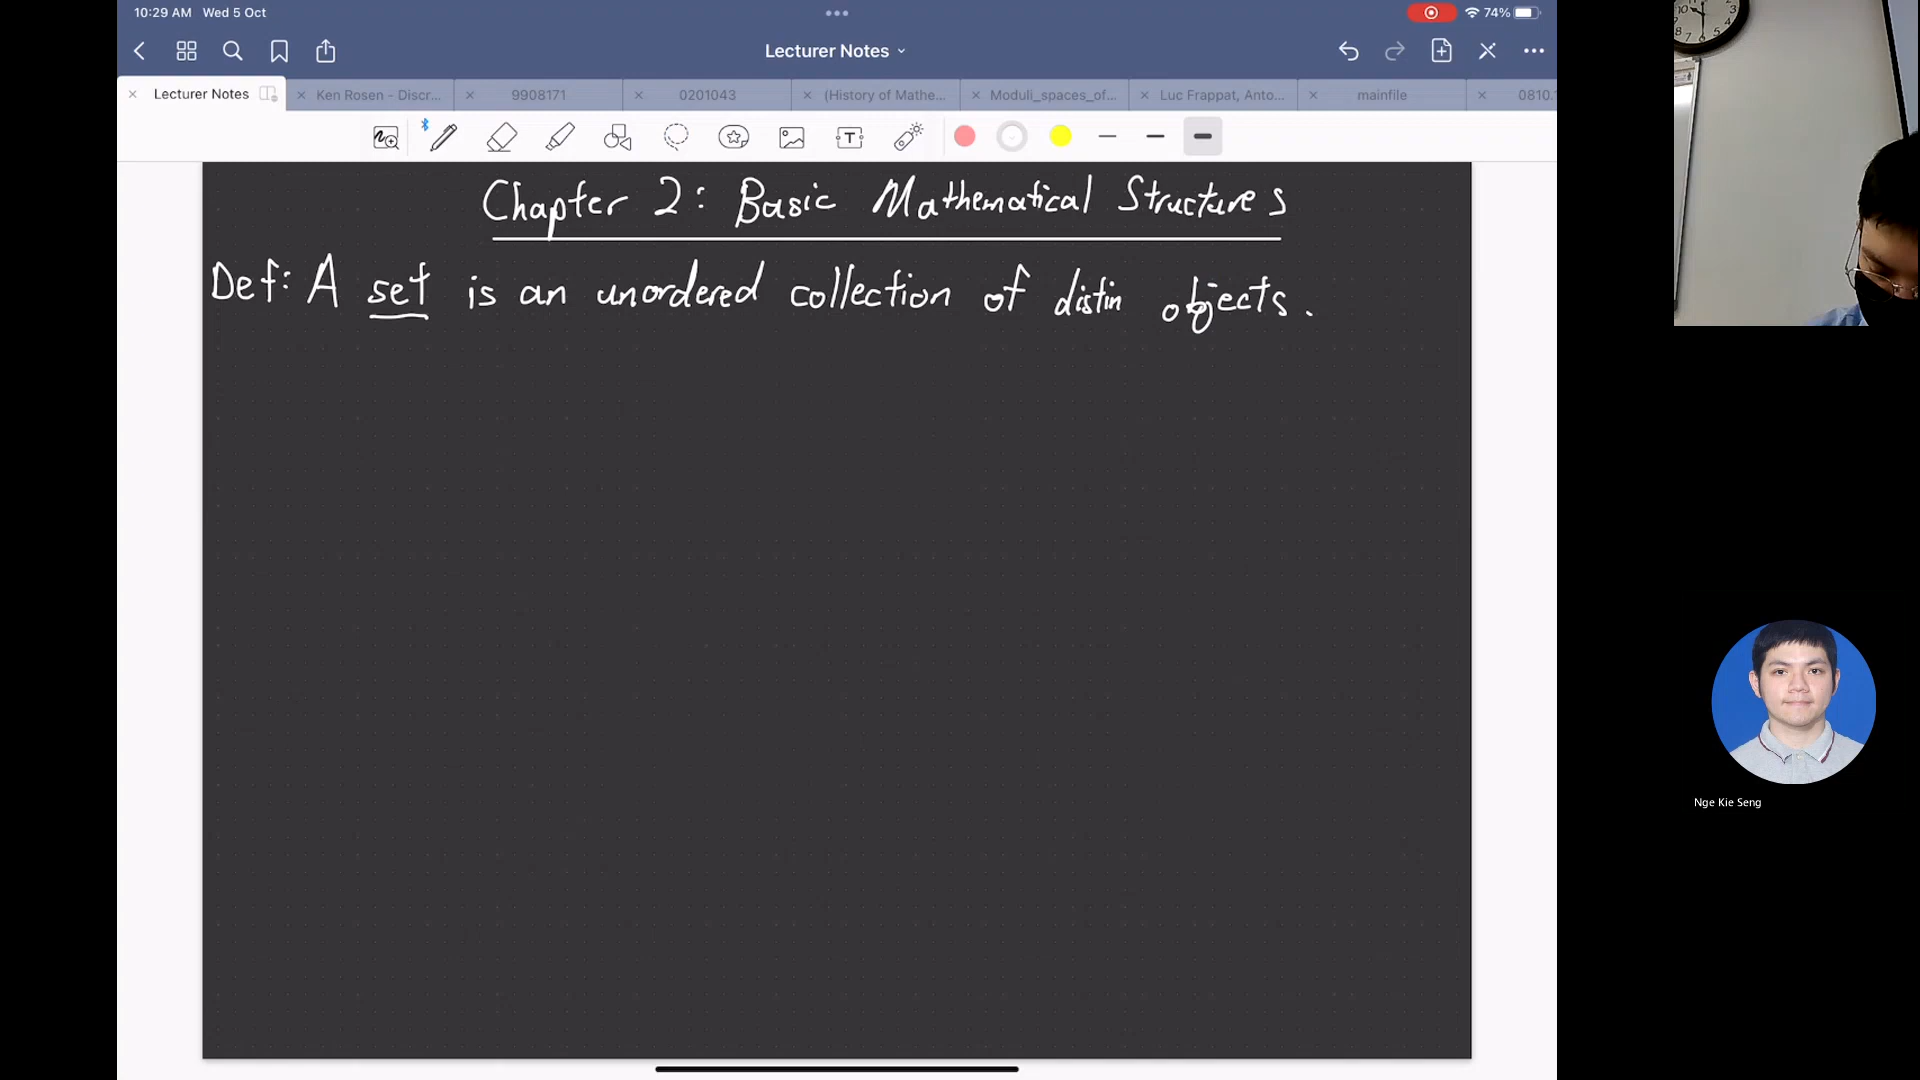 10:29 AM Wed 5 Oct
74%
Lecturer Notes
Lecturer Notes
Ken Rosen - Discr...
9908171
0201043
(History of Mathe...
Moduli_spaces_of...
Luc Frappat, Anto...
mainfile
0810.
Chapter 2: Basic Mathematical Structures
Def: A set is an unordered collection of distin objects.
Nge Kie Seng